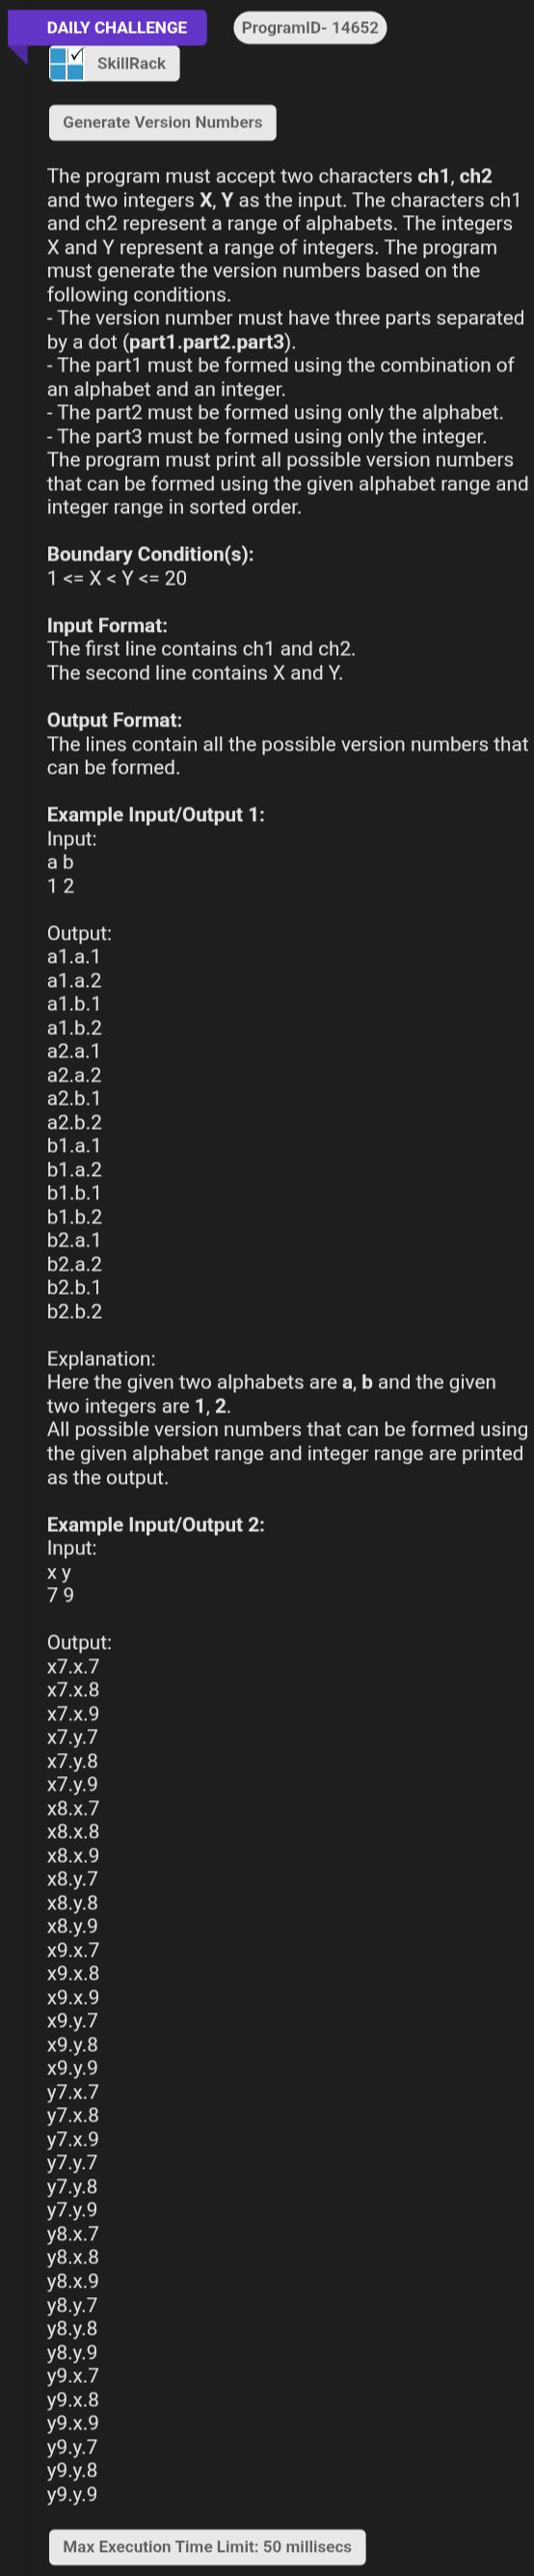 DAILY CHALLENGE
ProgramID- 14652
SkillRack
Generate Version Numbers
The program must accept two characters ch1, ch2
and two integers X, Y as the input. The characters ch1
and ch2 represent a range of alphabets. The integers
X and Y represent a range of integers. The program
must generate the version numbers based on the
following conditions.
- The version number must have three parts separated
by a dot (part1.part2.part3).
- The part1 must be formed using the combination of
an alphabet and an integer.
- The part2 must be formed using only the alphabet.
- The part3 must be formed using only the integer.
The program must print all possible version numbers
that can be formed using the given alphabet range and
integer range in sorted order.
Boundary Condition(s):
1 <= X < Y <= 20
Input Format:
The first line contains ch1 and ch2.
The second line contains X and Y.
Output Format:
The lines contain all the possible version numbers that
can be formed.
Example Input/Output 1:
Input:
a b
1 2
Output:
a1.a.1
a1.a.2
a1.b.1
a1.b.2
a2.a.1
a2.a.2
a2.b.1
a2.b.2
b1.a.1
b1.a.2
b1.b.1
b1.b.2
b2.a.1
b2.a.2
b2.b.1
b2.b.2
Explanation:
Here the given two alphabets are a, b and the given
two integers are 1, 2.
All possible version numbers that can be formed using
the given alphabet range and integer range are printed
as the output.
Example Input/Output 2:
Input:
x y
7 9
Output:
x7.x.7
x7.x.8
x7.x.9
x7.y.7
x7.y.8
x7.y.9
x8.x.7
x8.x.8
x8.x.9
x8.y.7
x8.y.8
x8.y.9
x9.x.7
x9.x.8
x9.x.9
x9.y.7
x9.y.8
x9.y.9
y7.x.7
y7.x.8
y7.x.9
y7.y.7
y7.y.8
y7.y.9
y8.x.7
y8.x.8
y8.x.9
y8.y.7
y8.y.8
y8.y.9
y9.x.7
y9.x.8
y9.x.9
y9.y.7
y9.y.8
y9.y.9
Max Execution Time Limit: 50 millisecs